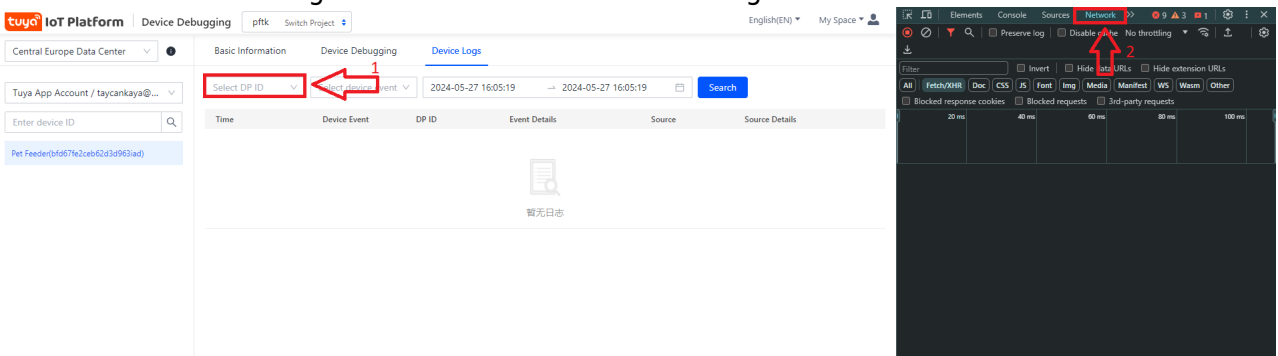 tuya IoT Platform Device Debugging pftk Switch Project English(EN) My Space
Central Europe Data Center
Tuya App Account / taycankaya@...
Enter device ID
Pet Feeder(bfd67fe2ceb62d3d963iad)
Basic Information Device Debugging Device Logs
1
Select DP ID Select device event 2024-05-27 16:05:19 → 2024-05-27 16:05:19 Search
Time Device Event DP ID Event Details Source Source Details
暂无日志
Elements Console Sources Network 9 3 1
Preserve log Disable cache No throttling
2
Filter Invert Hide data URLs Hide extension URLs
All Fetch/XHR Doc CSS JS Font Img Media Manifest WS Wasm Other
Blocked response cookies Blocked requests 3rd-party requests
20 ms 40 ms 60 ms 80 ms 100 ms